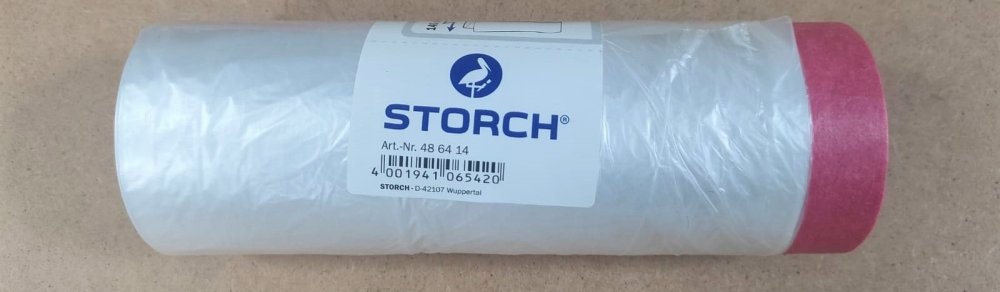 STORCH®
Art.-Nr. 48 64 14
4 001941 065420
STORCH - D-42107 Wuppertal